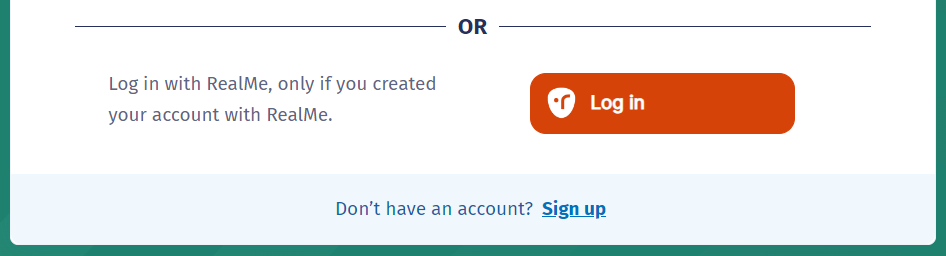 OR
Log in with RealMe, only if you created
your account with RealMe.
Log in
Don’t have an account? Sign up